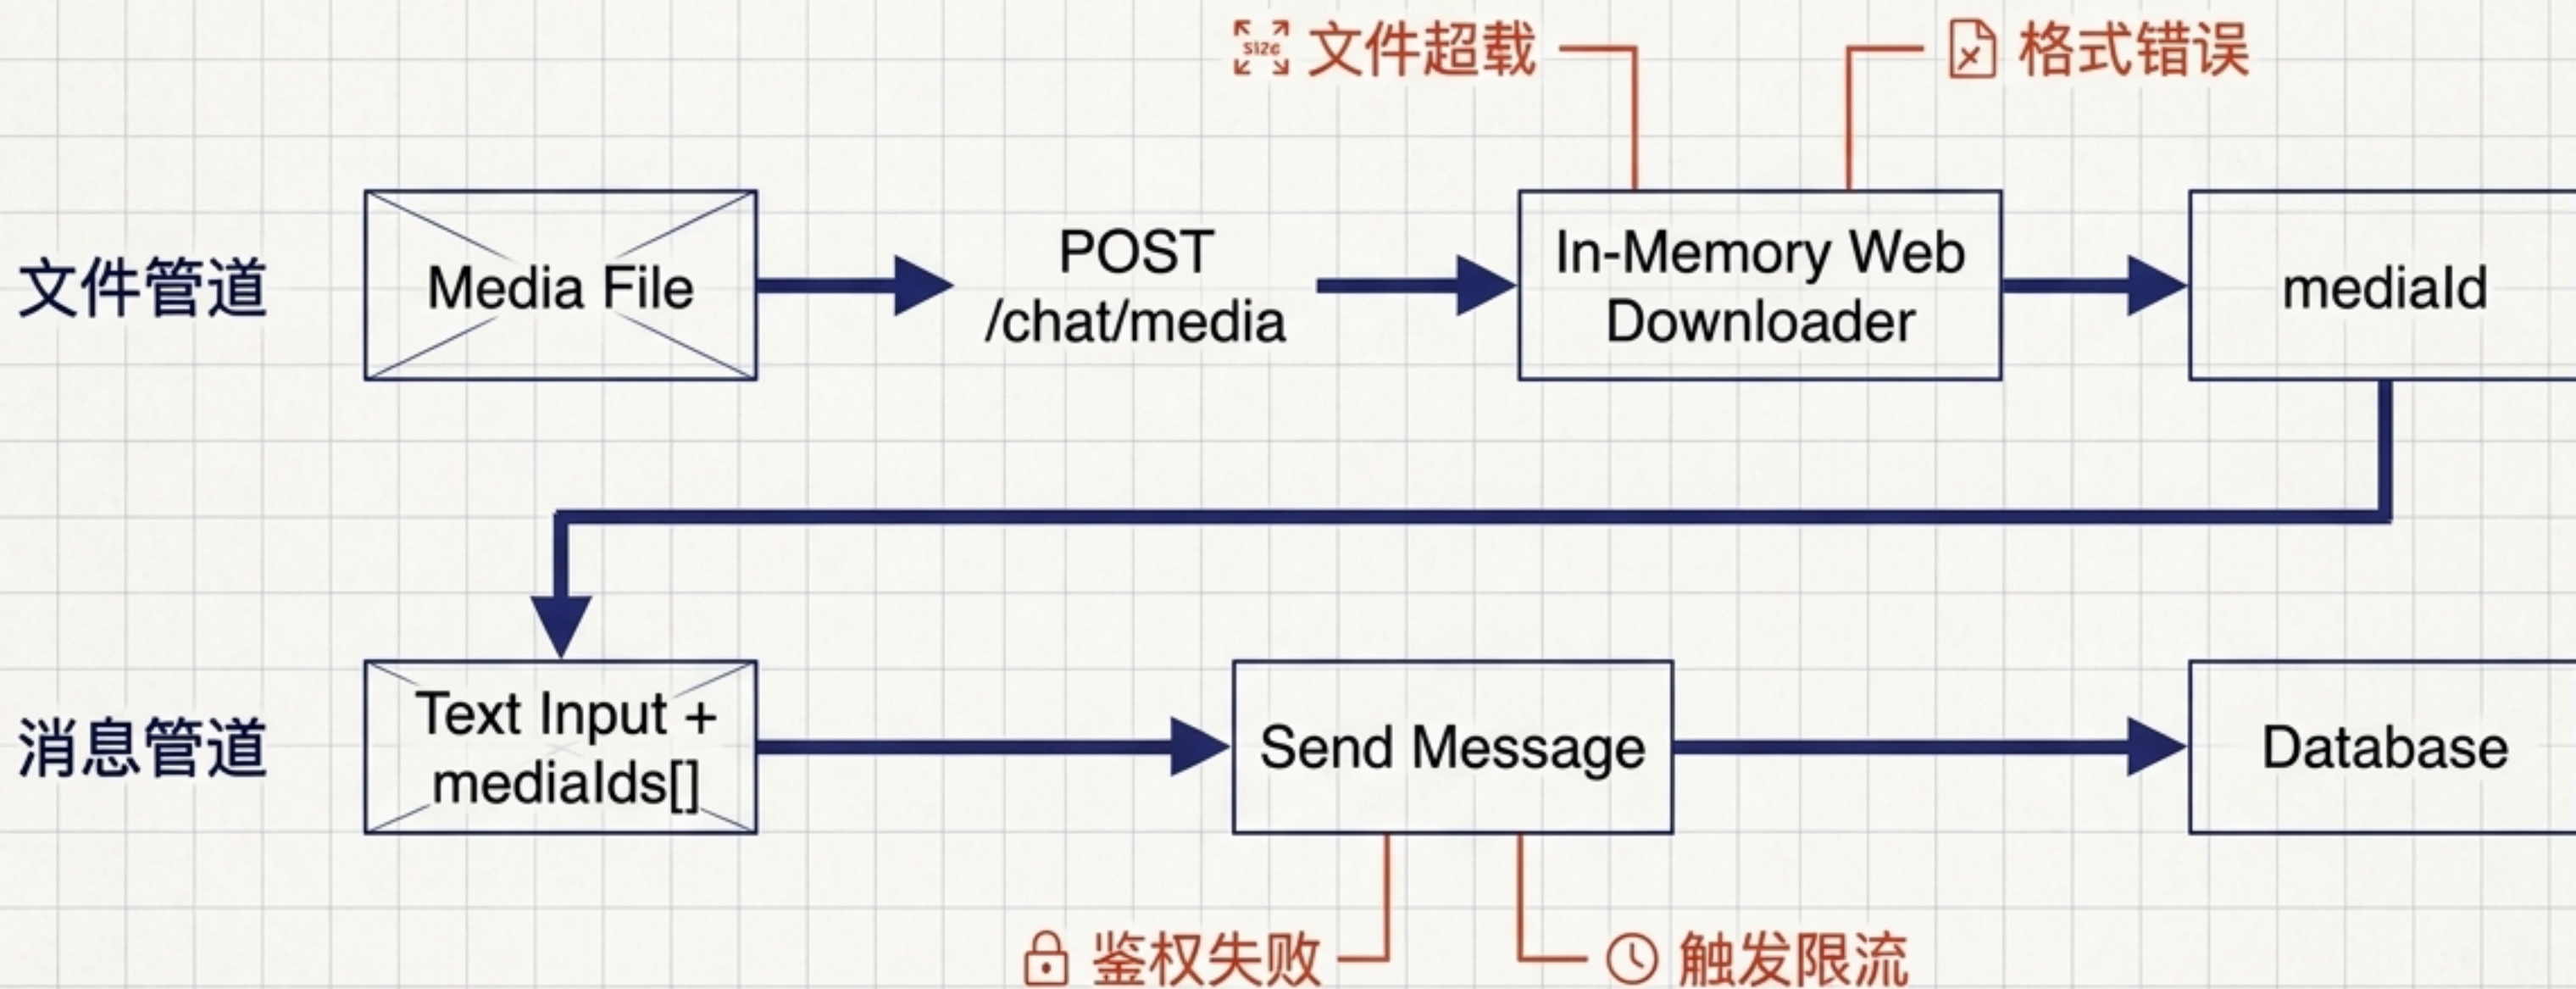 size 文件超载
格式错误
文件管道
Media File
POST
/chat/media
In-Memory Web
Downloader
mediaId
消息管道
Text Input +
mediaIds[]
Send Message
Database
鉴权失败
触发限流